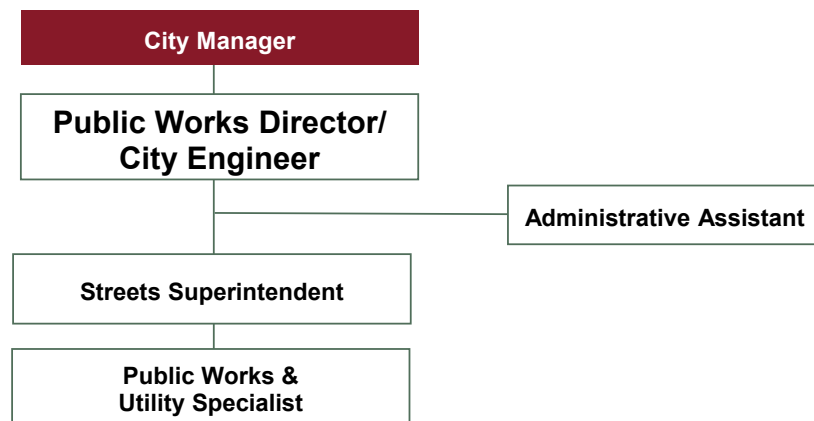 City Manager
Public Works Director/
City Engineer
Administrative Assistant
Streets Superintendent
Public Works &
Utility Specialist